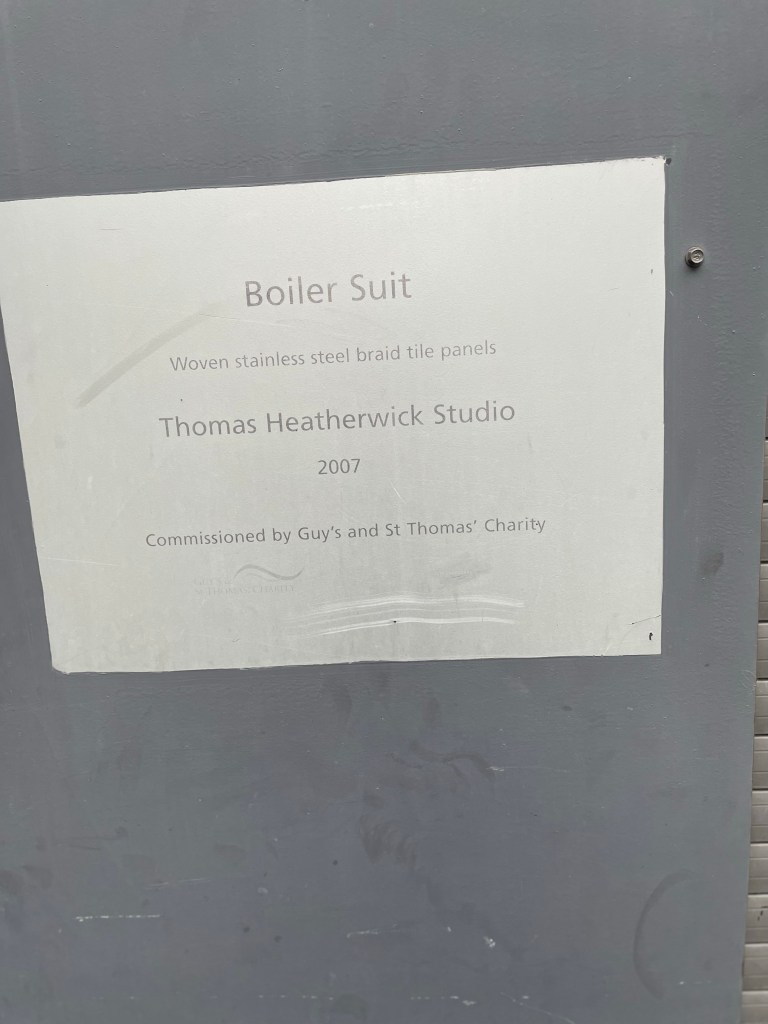 Boiler Suit
Woven stainless steel braid tile panels
Thomas Heatherwick Studio
2007
Commissioned by Guy's and St Thomas' Charity